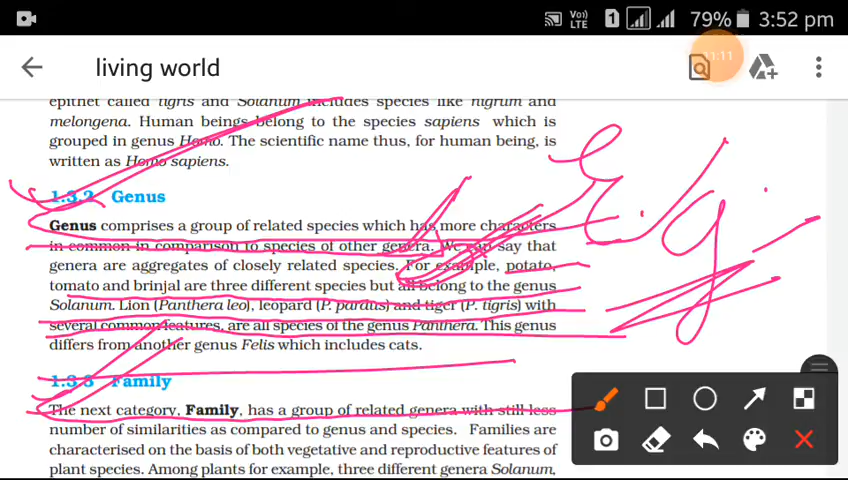 Vo)
LTE
1
79%
3:52 pm
living world
11:11
epithet called tigris and Solanum includes species like nigrum and
melongena. Human beings belong to the species sapiens which is
grouped in genus Homo. The scientific name thus, for human being, is
written as Homo sapiens.
E.g.
1.3.2 Genus
Genus comprises a group of related species which has more characters
in common in comparison to species of other genera. We can say that
genera are aggregates of closely related species. For example, potato,
tomato and brinjal are three different species but all belong to the genus
Solanum. Lion (Panthera leo), leopard (P. pardus) and tiger (P. tigris) with
several common features, are all species of the genus Panthera. This genus
differs from another genus Felis which includes cats.
1.3.3 Family
The next category, Family, has a group of related genera with still less
number of similarities as compared to genus and species. Families are
characterised on the basis of both vegetative and reproductive features of
plant species. Among plants for example, three different genera Solanum,